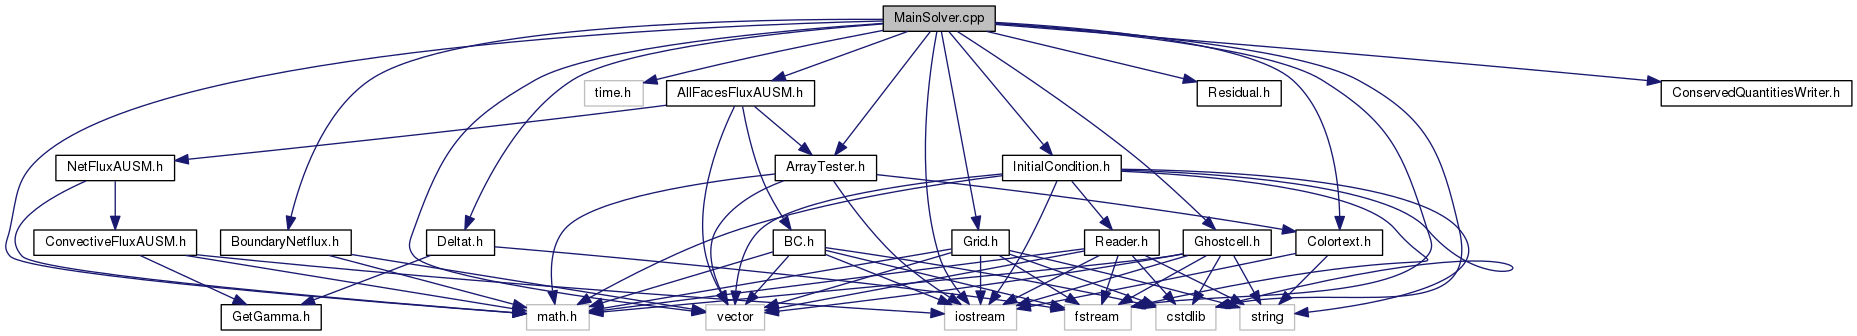 MainSolver.cpp
time.h
AllFacesFluxAUSM.h
Residual.h
ConservedQuantitiesWriter.h
NetFluxAUSM.h
ArrayTester.h
InitialCondition.h
ConvectiveFluxAUSM.h
BoundaryNetflux.h
Deltat.h
BC.h
Grid.h
Reader.h
Ghostcell.h
Colortext.h
GetGamma.h
math.h
vector
iostream
fstream
cstdlib
string